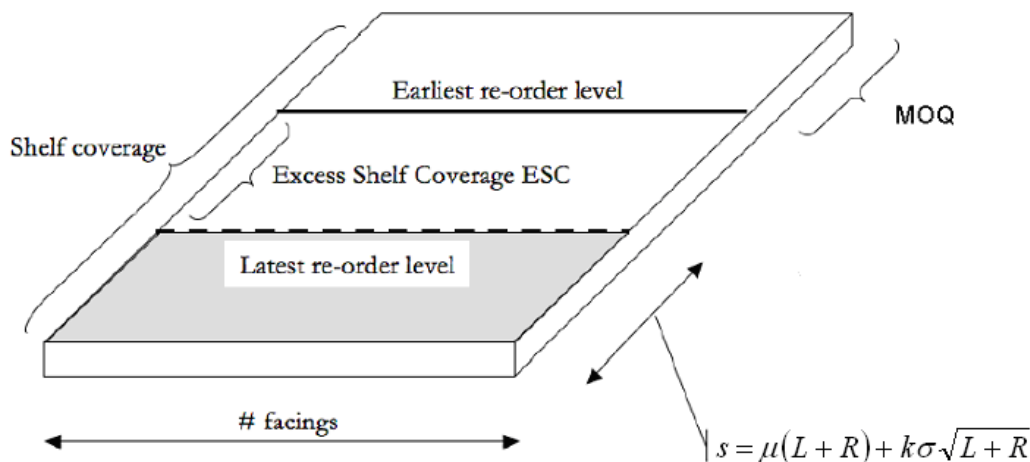 Earliest re-order level
MOQ
Shelf coverage
Excess Shelf Coverage ESC
Latest re-order level
# facings
s = μ(L + R) + kσ√L + R